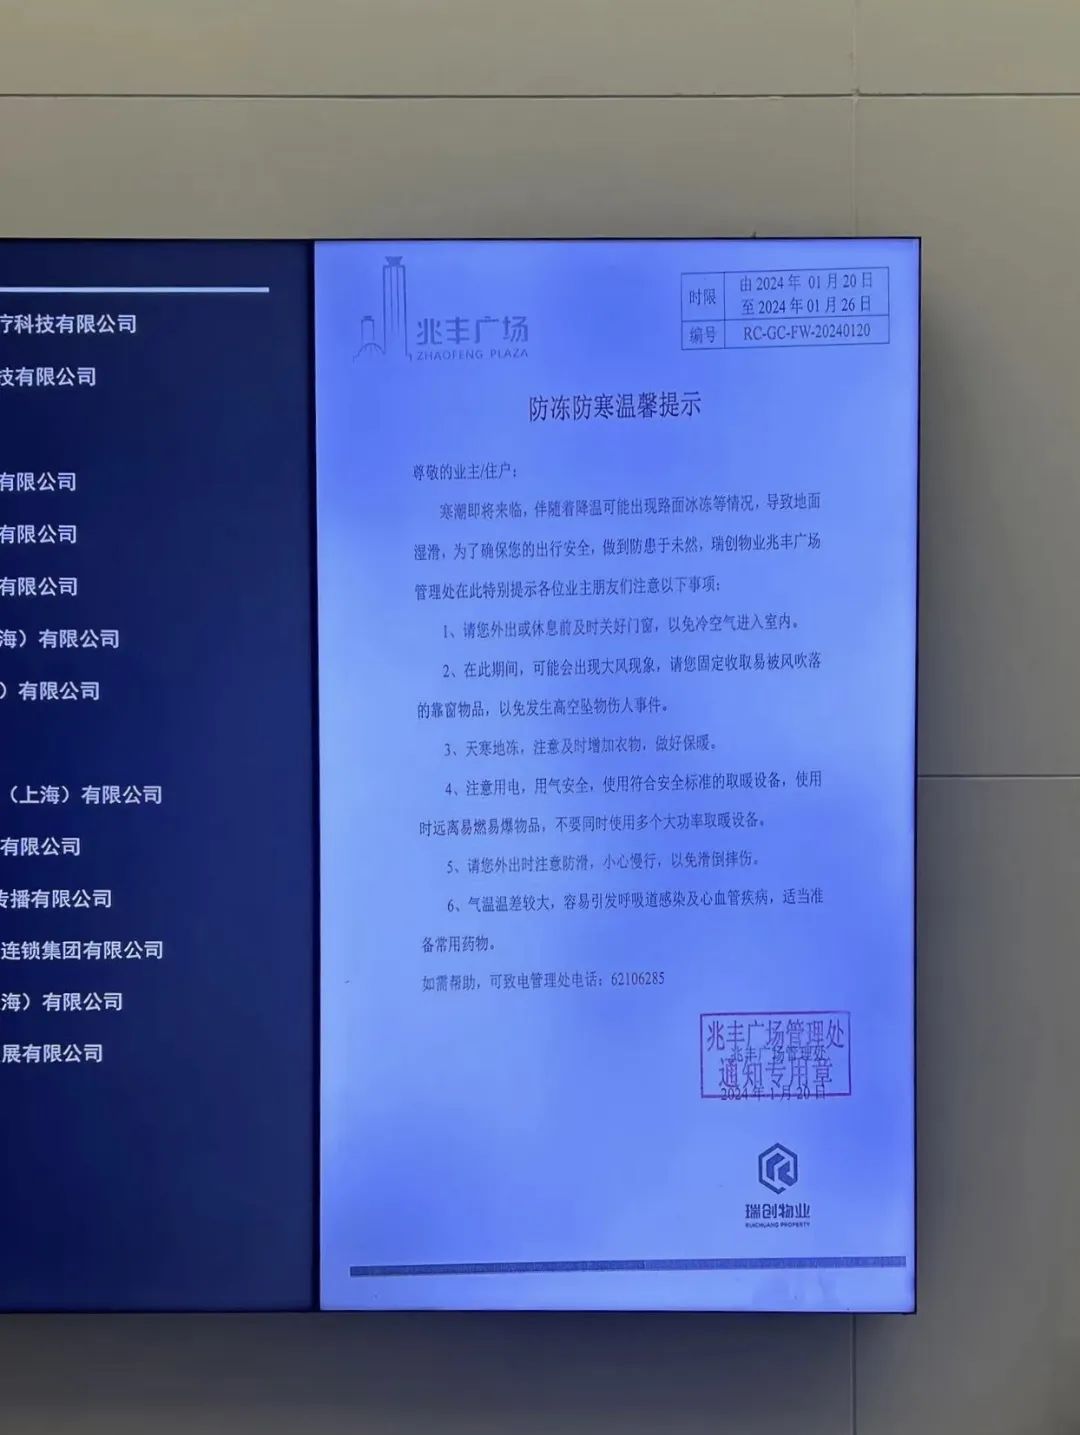 疗科技有限公司
技有限公司
有限公司
有限公司
有限公司
海）有限公司
）有限公司
（上海）有限公司
有限公司
传播有限公司
连锁集团有限公司
海）有限公司
展有限公司
兆丰广场
ZHAOFENG PLAZA
时限
由 2024 年 01 月 20 日
至 2024 年 01 月 26 日
编号
RC-GC-FW-20240120
防冻防寒温馨提示
尊敬的业主/住户：
寒潮即将来临，伴随着降温可能出现路面冰冻等情况，导致地面
湿滑，为了确保您的出行安全，做到防患于未然，瑞创物业兆丰广场
管理处在此特别提示各位业主朋友们注意以下事项：
1、请您外出或休息前及时关好门窗，以免冷空气进入室内。
2、在此期间，可能会出现大风现象，请您固定收取易被风吹落
的靠窗物品，以免发生高空坠物伤人事件。
3、天寒地冻，注意及时增加衣物，做好保暖。
4、注意用电，用气安全，使用符合安全标准的取暖设备，使用
时远离易燃易爆物品，不要同时使用多个大功率取暖设备。
5、请您外出时注意防滑，小心慢行，以免滑倒摔伤。
6、气温温差较大，容易引发呼吸道感染及心血管疾病，适当准
备常用药物。
如需帮助，可致电管理处电话：62106285
兆丰广场管理处
兆丰广场管理处
通知专用章
2024 年 1 月 20 日
瑞创物业
RUICHUANG PROPERTY